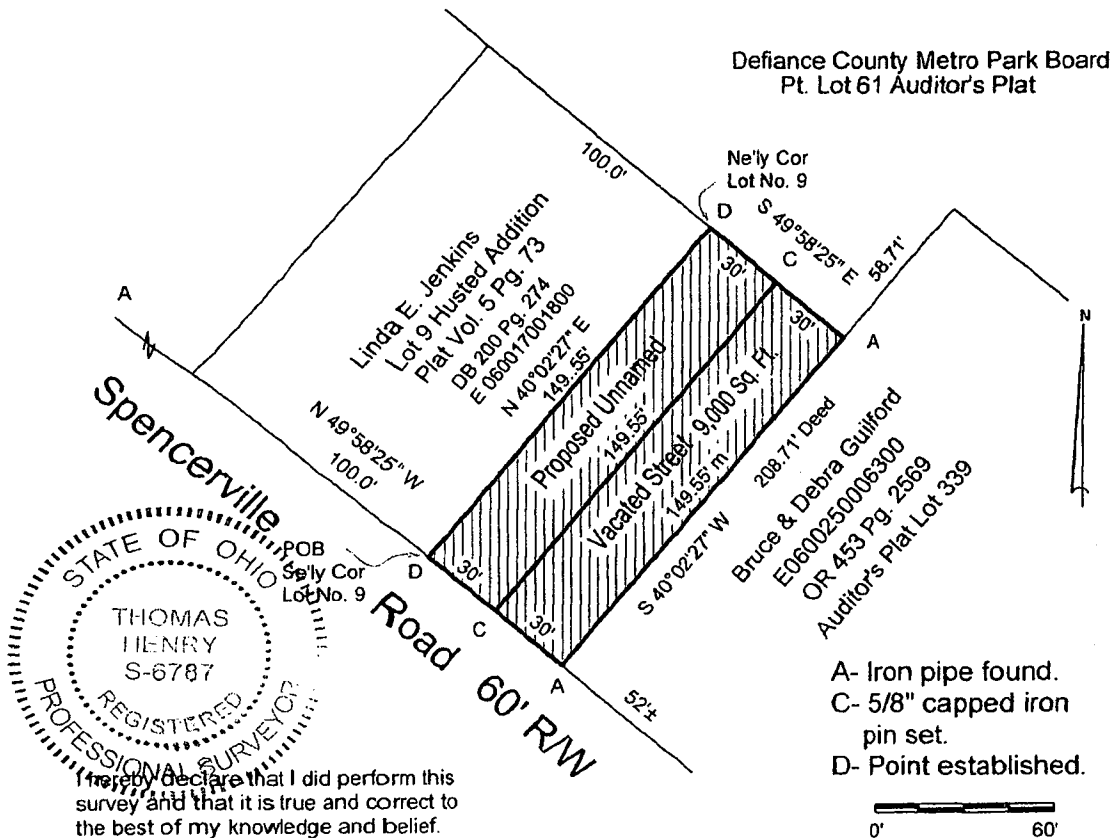 Defiance County Metro Park Board
Pt. Lot 61 Auditor's Plat
100.0'
Ne'ly Cor
Lot No. 9
D
S 49°58'25" E
C
58.71'
30'
30'
A
N
A
Linda E. Jenkins
Lot 9 Husted Addition
Plat Vol. 5 Pg. 73
DB 200 Pg. 274
E 060017001800
N 40°02'27" E
149.55'
Proposed Unnamed
149.55'
Vacated Street 9,000 Sq. Ft.
149.55' m
208.71' Deed
S 40°02'27" W
Bruce & Debra Guilford
E0600250006300
OR 453 Pg. 2569
Auditor's Plat Lot 339
N 49°58'25" W
100.0'
Spencerville
Road 60' R/W
POB
Se'ly Cor
Lot No. 9
D
30'
C
30'
A
52'±
STATE OF OHIO
THOMAS
HENRY
S-6787
REGISTERED
PROFESSIONAL SURVEYOR
I hereby declare that I did perform this
survey and that it is true and correct to
the best of my knowledge and belief.
A- Iron pipe found.
C- 5/8" capped iron
pin set.
D- Point established.
0' 60'